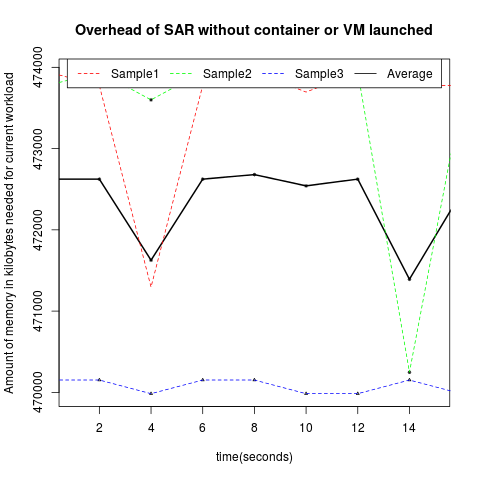 Overhead of SAR without container or VM launched
Sample1 Sample2 Sample3 Average
Amount of memory in kilobytes needed for current workload
474000
473000
472000
471000
470000
2 4 6 8 10 12 14
time(seconds)